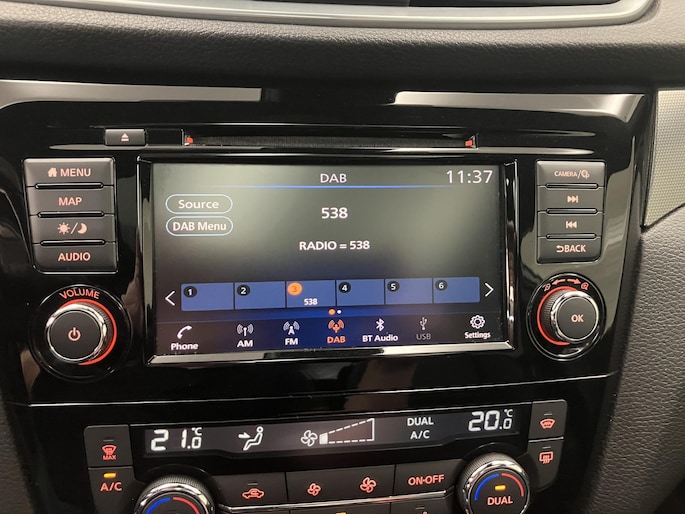 MENU
MAP
AUDIO
VOLUME
DAB
11:37
Source
DAB Menu
538
RADIO = 538
1
2
3
538
4
5
6
Phone
AM
FM
DAB
BT Audio
USB
Settings
CAMERA/
BACK
OK
MAX
A/C
21.0 °C
DUAL
A/C
20.0 °C
ON·OFF
DUAL